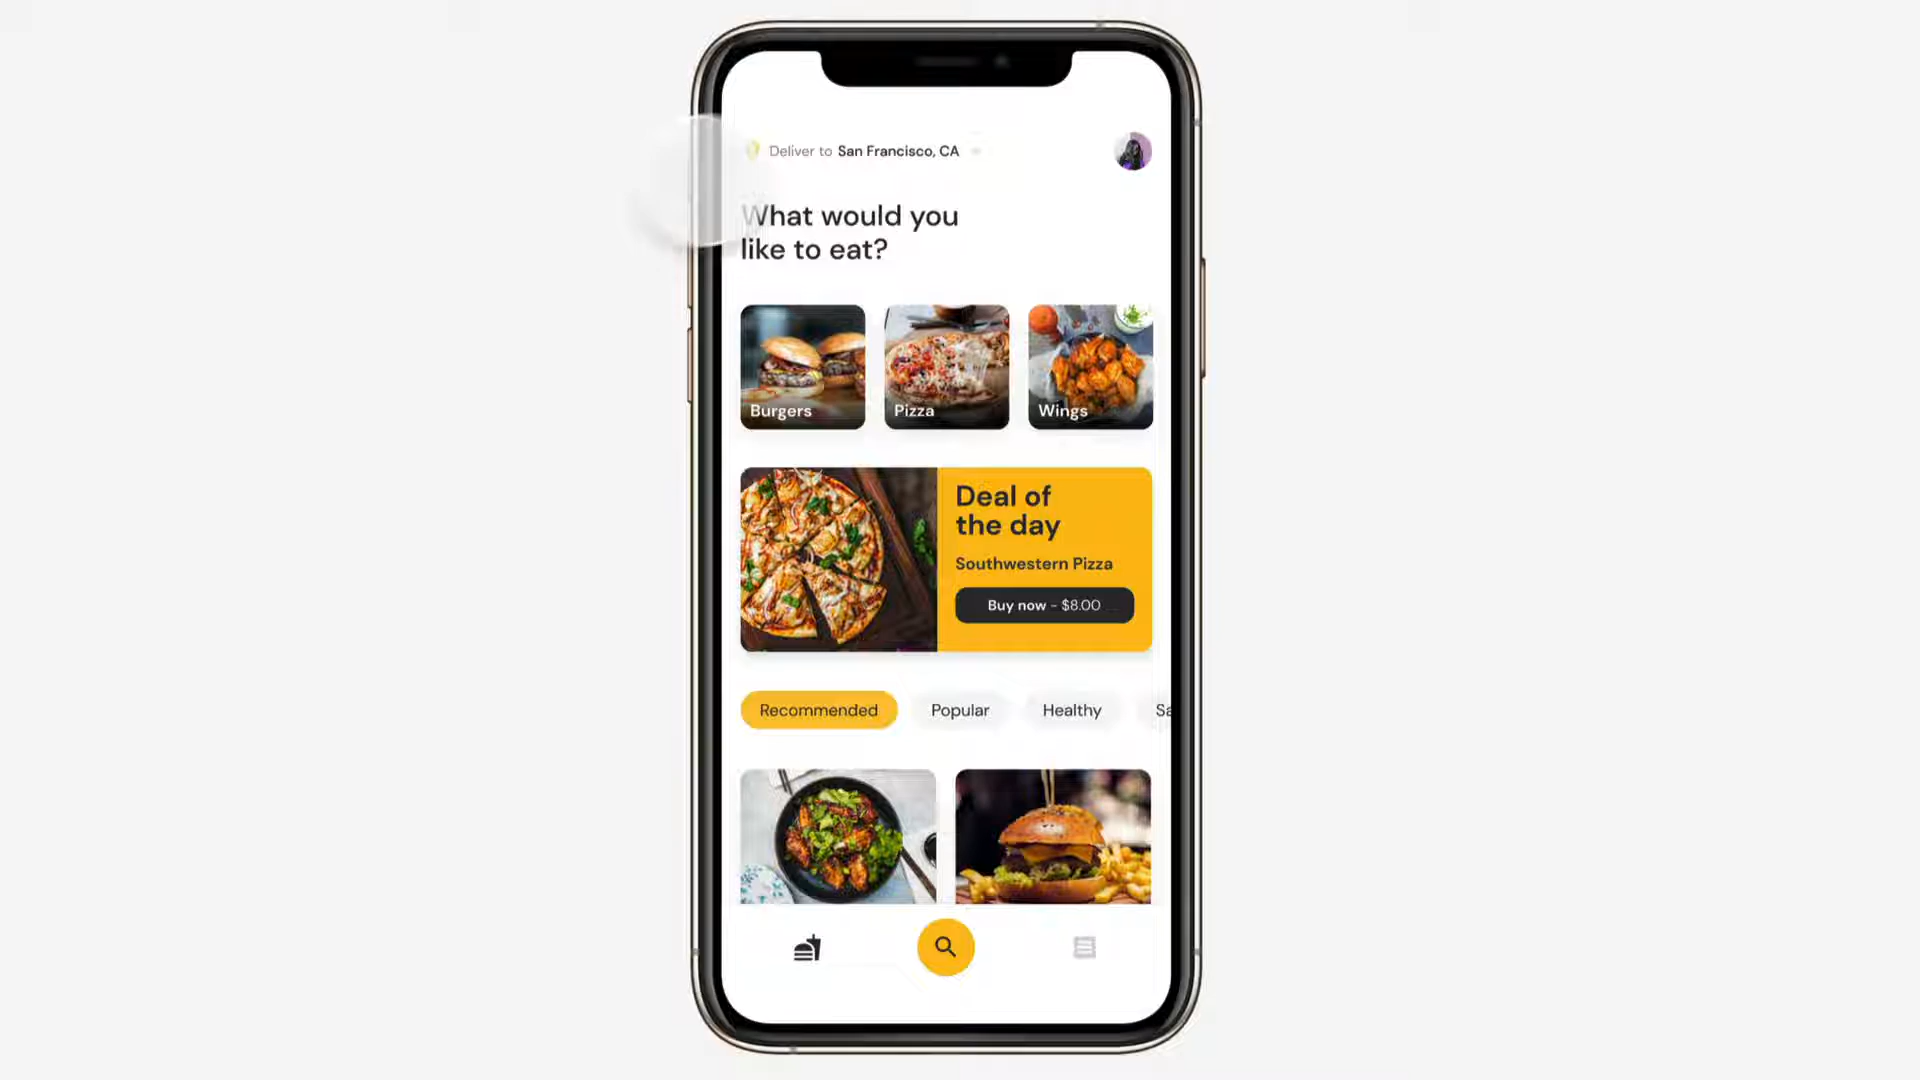 Deliver to San Francisco, CA
What would you
like to eat?
Burgers
Pizza
Wings
Deal of
the day
Southwestern Pizza
Buy now - $8.00
Recommended
Popular
Healthy